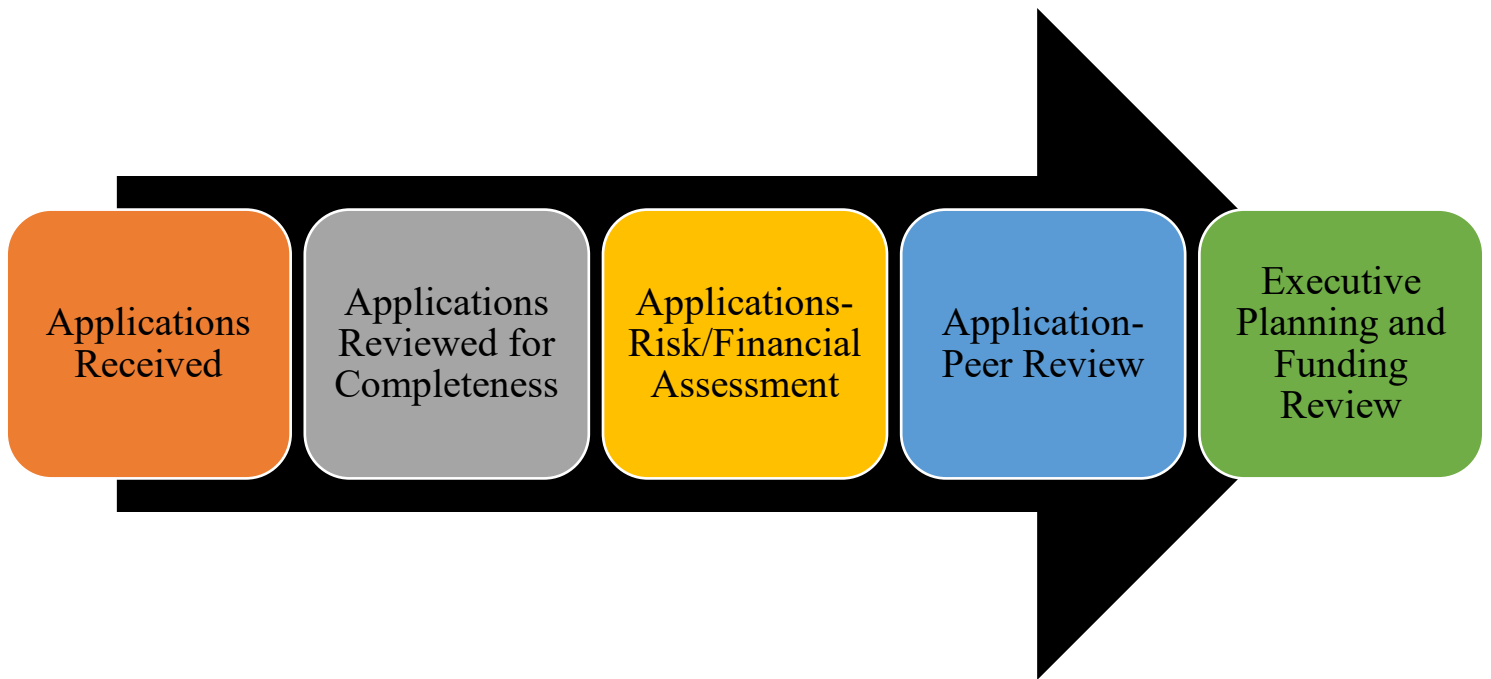 Applications
Received
Applications
Reviewed for
Completeness
Applications-
Risk/Financial
Assessment
Application-
Peer Review
Executive
Planning and
Funding
Review